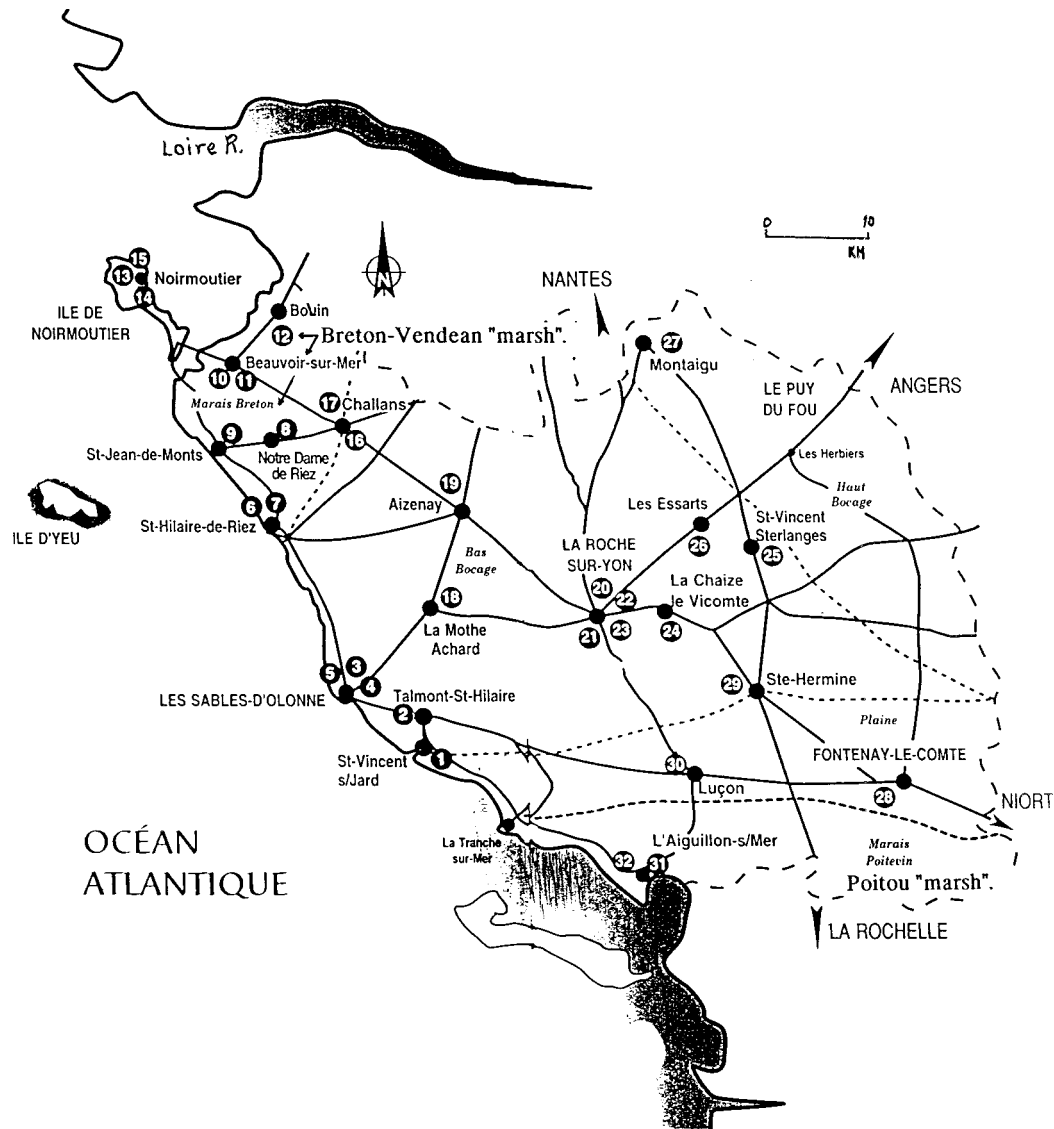 Loire R.
0 10
KM
N
NANTES
15
13
Noirmoutier
14
ILE DE
NOIRMOUTIER
Bouin
12
Breton-Vendean "marsh".
Beauvoir-sur-Mer
10
11
Marais Breton
27
Montaigu
LE PUY
DU FOU
ANGERS
17
Challans
16
9
8
St-Jean-de-Monts
Notre Dame
de Riez
Les Herbiers
Haut
Bocage
19
Aizenay
6
7
St-Hilaire-de-Riez
ILE D'YEU
Les Essarts
26
St-Vincent
Sterlanges
25
Bas
Bocage
LA ROCHE
SUR-YON
20
22
21
23
La Chaize
le Vicomte
24
18
La Mothe
Achard
5
3
4
LES SABLES-D'OLONNE
Talmont-St-Hilaire
2
29
Ste-Hermine
Plaine
St-Vincent
s/Jard
1
FONTENAY-LE-COMTE
28
30
Luçon
NIORT
La Tranche
sur-Mer
L'Aiguillon-s/Mer
32
31
Marais
Poitevin
Poitou "marsh".
OCÉAN
ATLANTIQUE
LA ROCHELLE